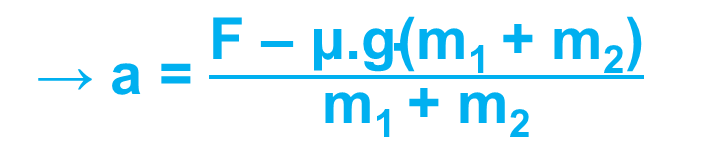 → a = F – μ.g(m₁ + m₂)
m₁ + m₂